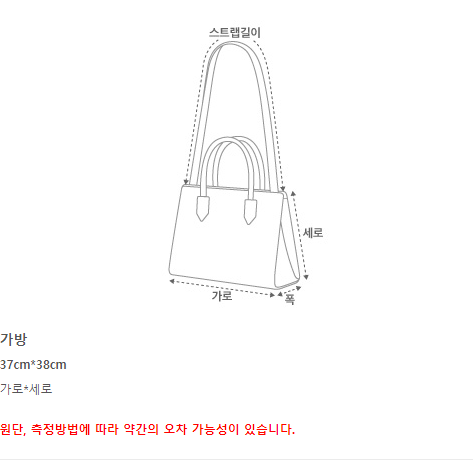 스트랩길이
세로
가로
폭
가방
37cm*38cm
가로*세로
원단, 측정방법에 따라 약간의 오차 가능성이 있습니다.